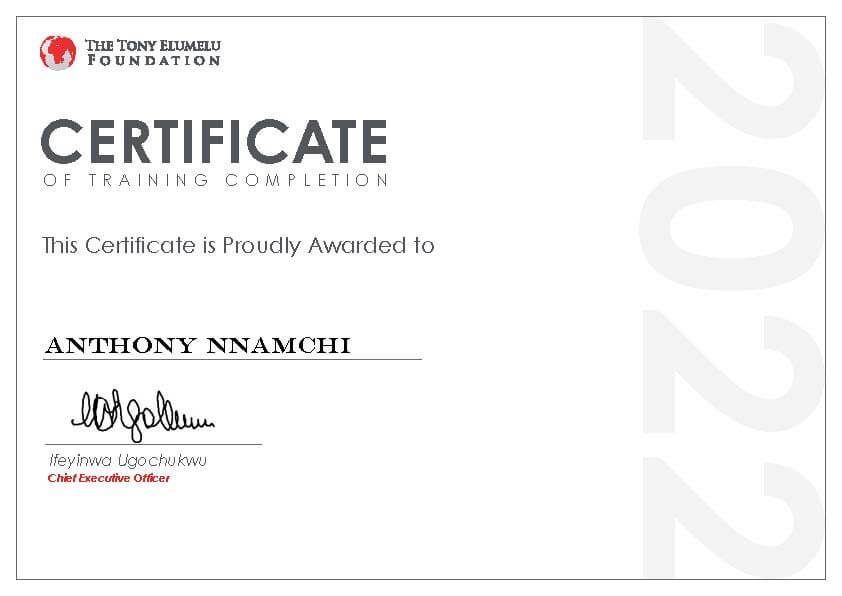 THE TONY ELUMELU
FOUNDATION
CERTIFICATE
OF TRAINING COMPLETION
This Certificate is Proudly Awarded to
ANTHONY NNAMCHI
Ifeyinwa Ugochukwu
Chief Executive Officer
2022